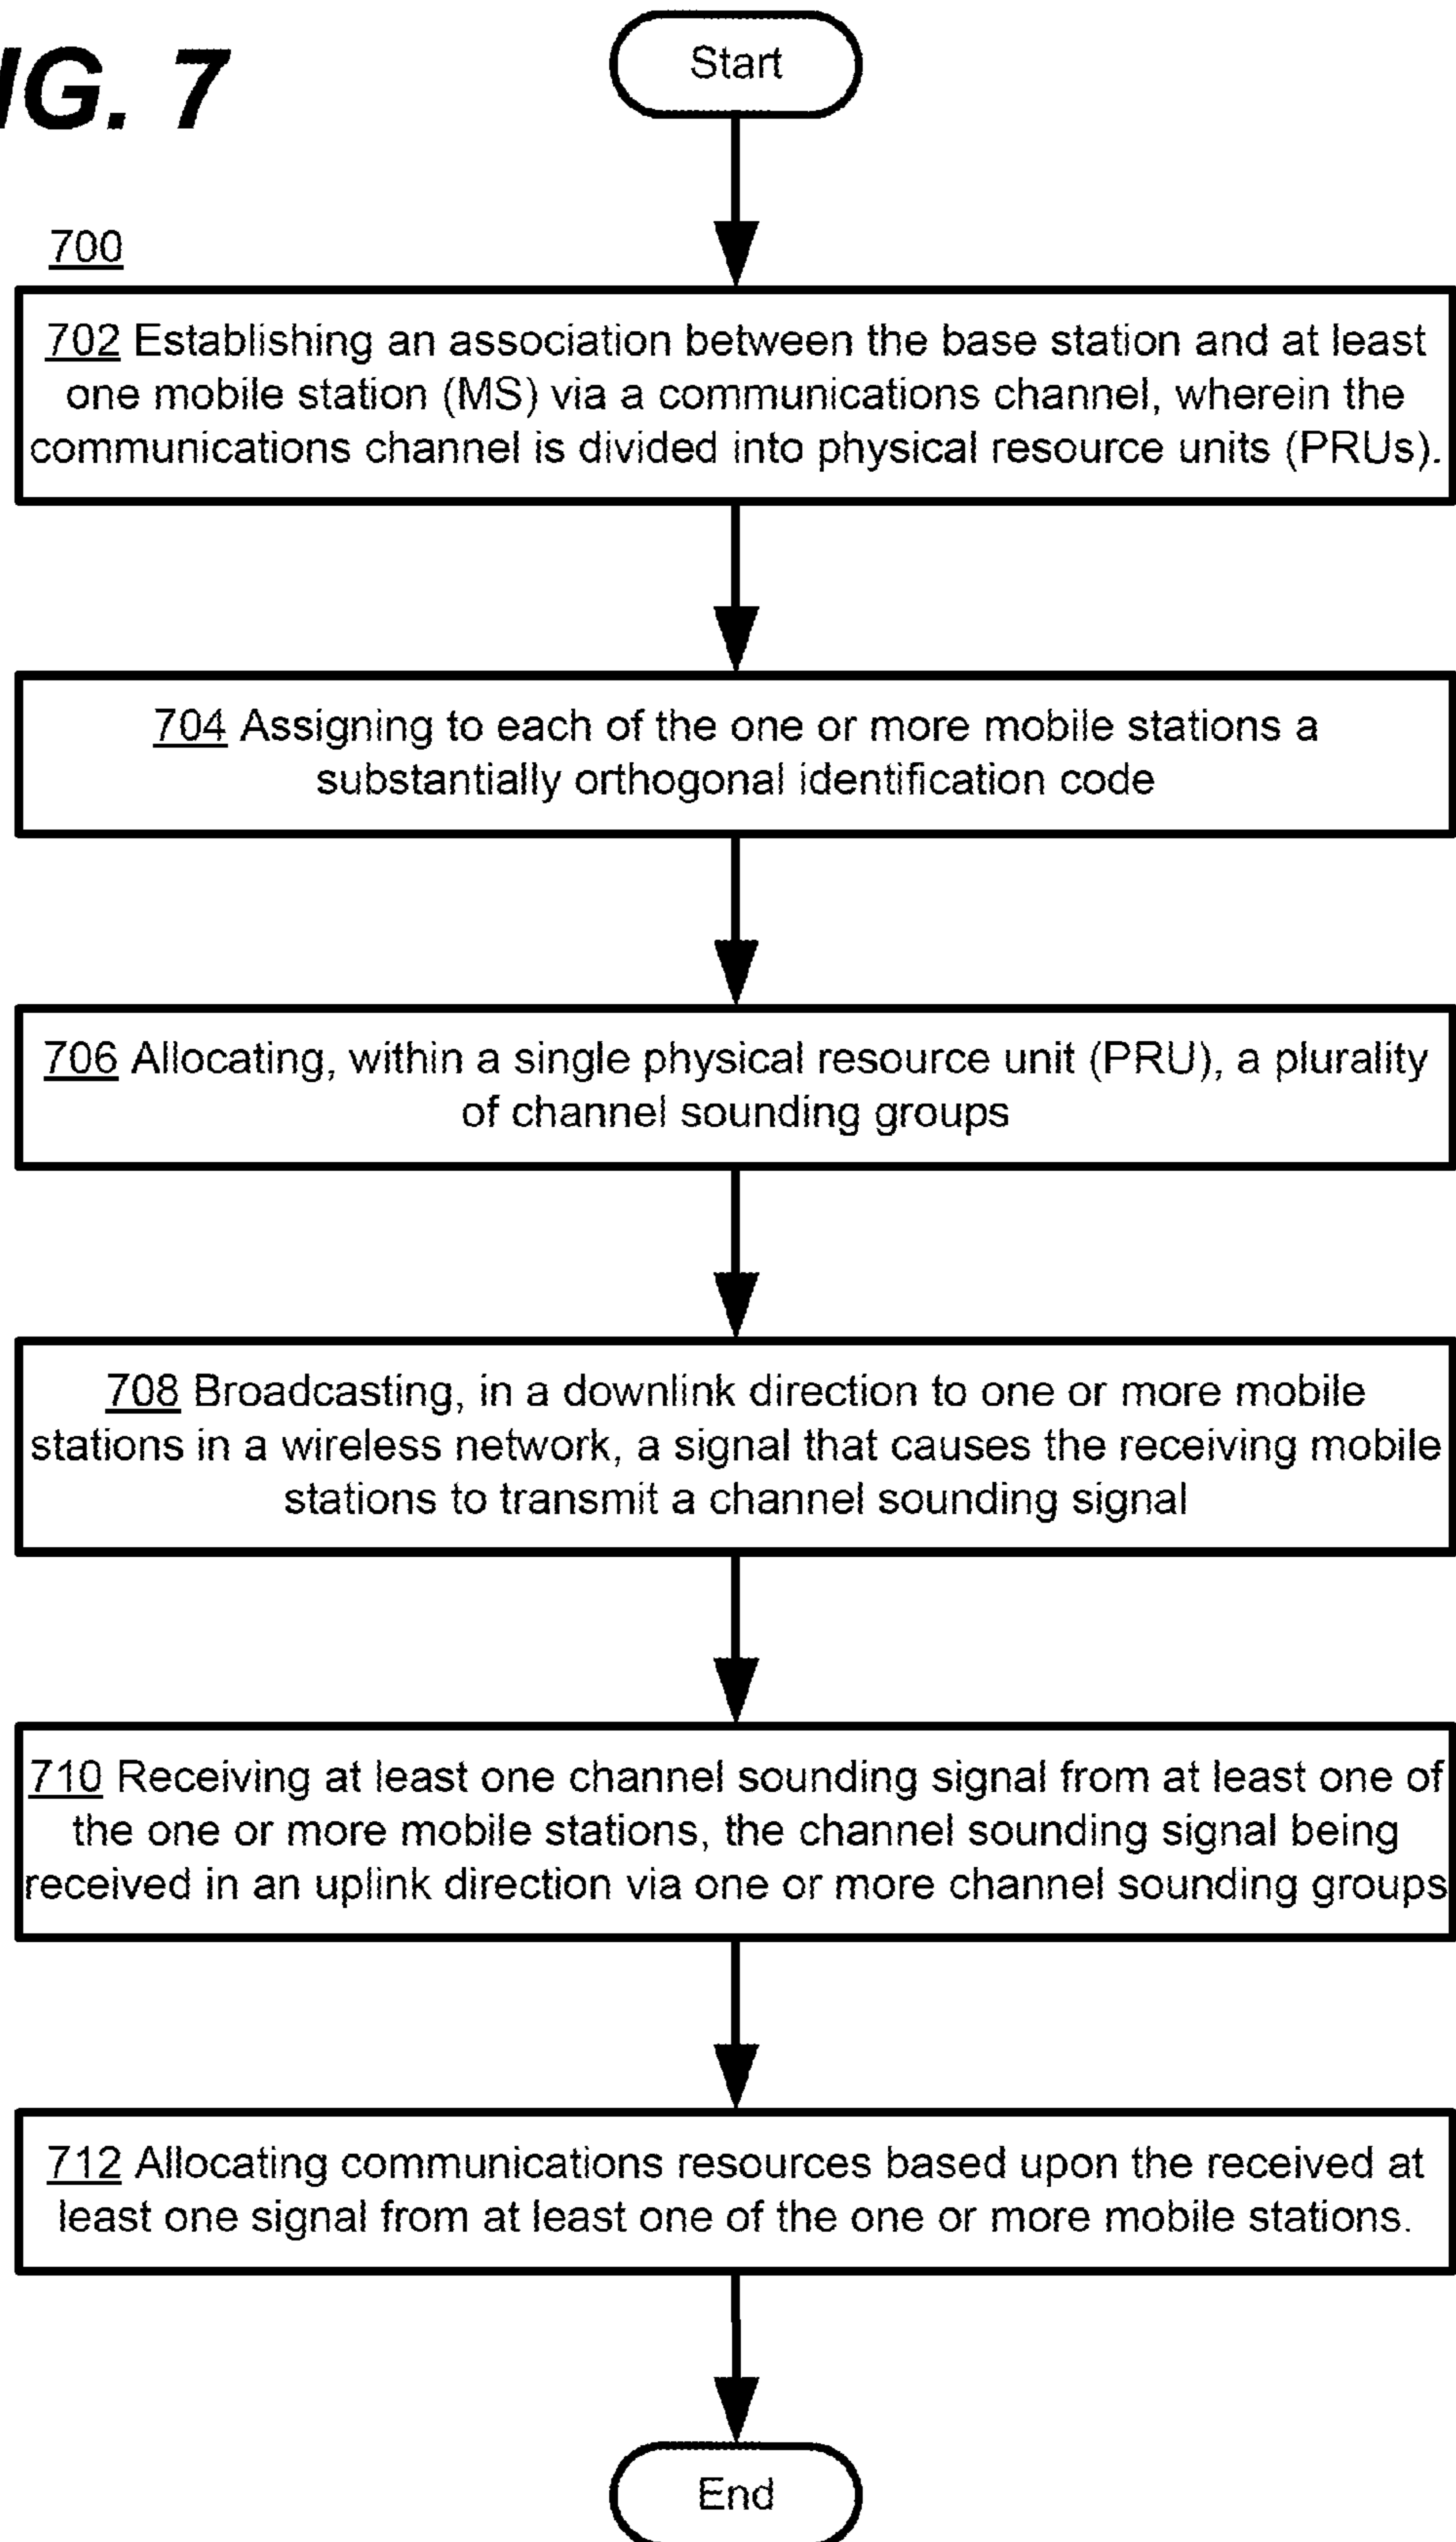 IG. 7
Start
700
702 Establishing an association between the base station and at least
one mobile station (MS) via a communications channel, wherein the
communications channel is divided into physical resource units (PRUs).
704 Assigning to each of the one or more mobile stations a
substantially orthogonal identification code
706 Allocating, within a single physical resource unit (PRU), a plurality
of channel sounding groups
708 Broadcasting, in a downlink direction to one or more mobile
stations in a wireless network, a signal that causes the receiving mobile
stations to transmit a channel sounding signal
710 Receiving at least one channel sounding signal from at least one of
the one or more mobile stations, the channel sounding signal being
received in an uplink direction via one or more channel sounding groups
712 Allocating communications resources based upon the received at
least one signal from at least one of the one or more mobile stations.
End